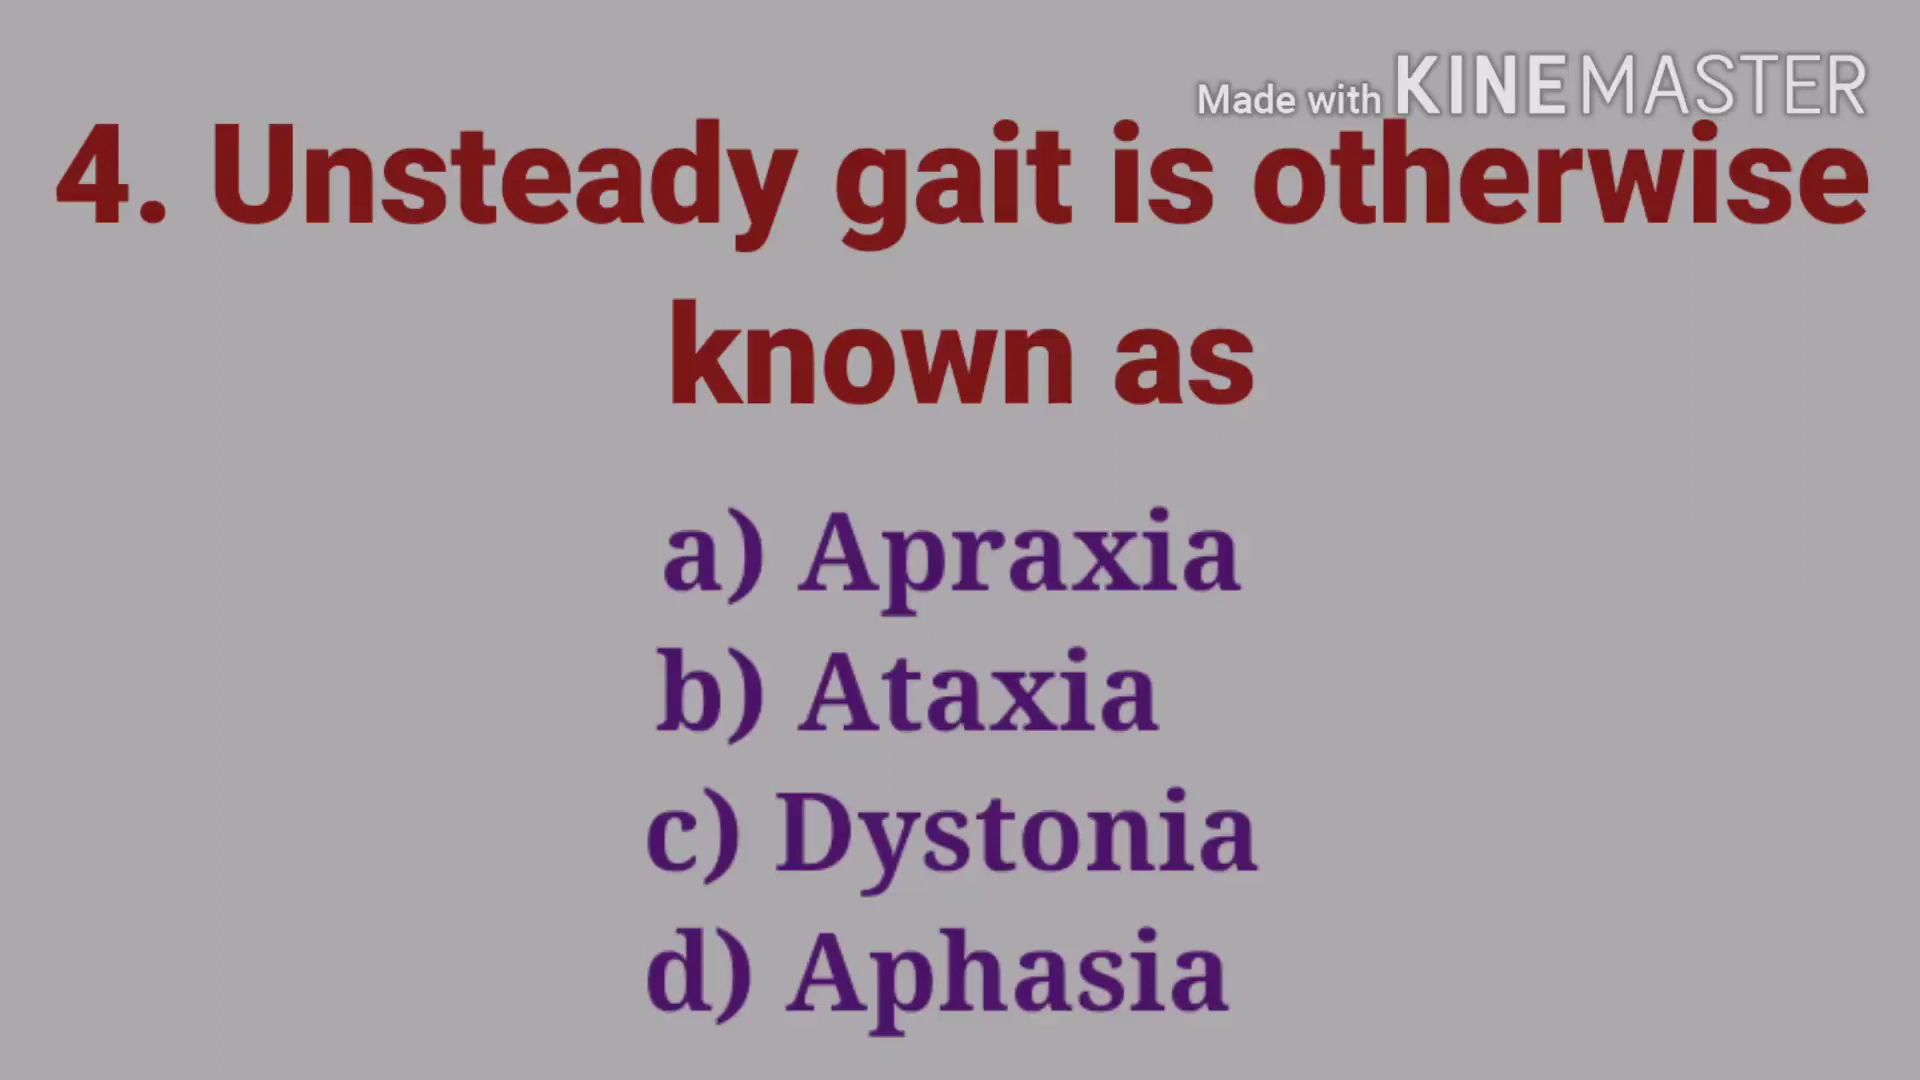 Made with KINEMASTER
4. Unsteady gait is otherwise
known as
a) Apraxia
b) Ataxia
c) Dystonia
d) Aphasia